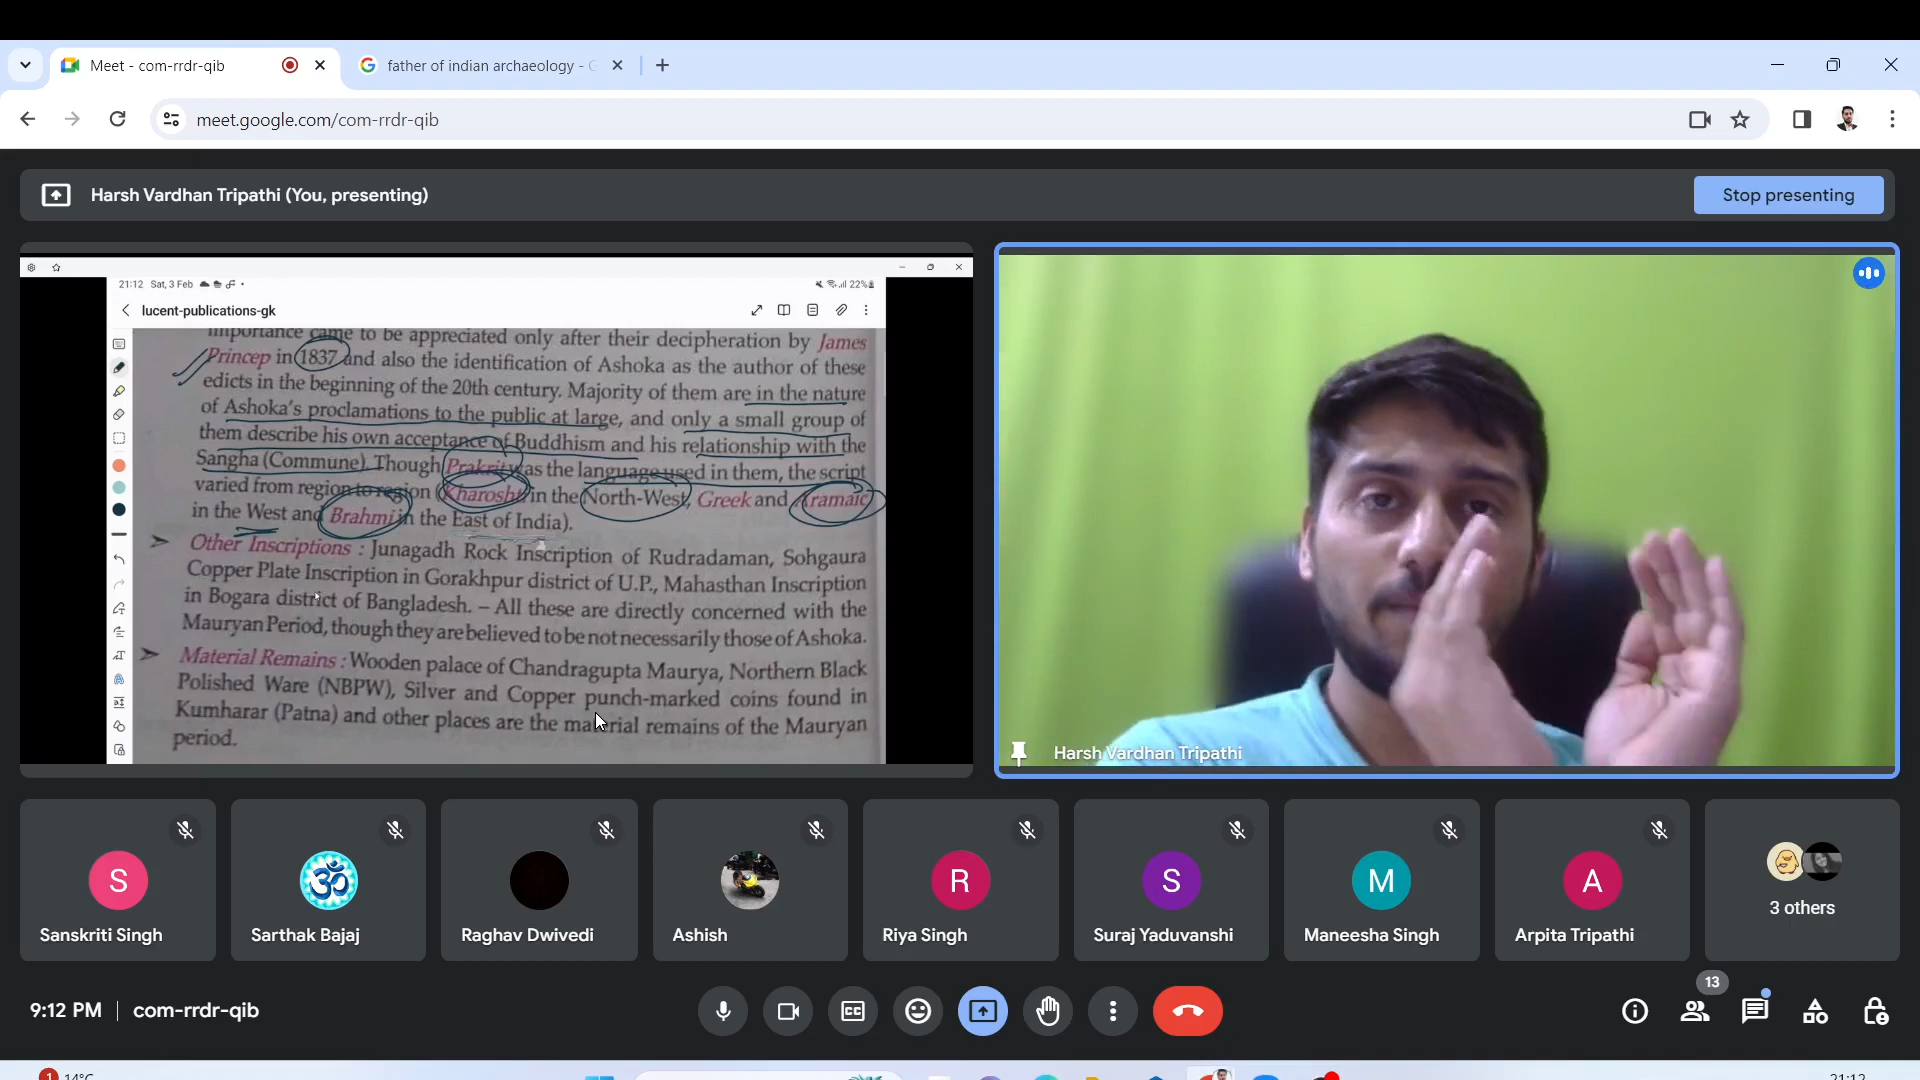 Meet - com-rrdr-qib
father of indian archaeology -
meet.google.com/com-rrdr-qib
Harsh Vardhan Tripathi (You, presenting)
Stop presenting
21:12 Sat, 3 Feb
22%
lucent-publications-gk
importance came to be appreciated only after their decipherment by James
Princep in 1837 and also the identification of Ashoka as the author of these
edicts in the beginning of the 20th century. Majority of them are in the nature
of Ashoka's proclamations to the public at large, and only a small group of
them describe his own acceptance of Buddhism and his relationship with the
Sangha (Commune). Though Prakrit was the language used in them, the script
varied from region to region (Kharosthi in the North-West, Greek and Aramaic
in the West and Brahmi in the East of India).
Other Inscriptions : Junagadh Rock Inscription of Rudradaman, Sohgaura
Copper Plate Inscription in Gorakhpur district of U.P., Mahasthan Inscription
in Bogara district of Bangladesh. – All these are directly concerned with the
Mauryan Period, though they are believed to be not necessarily those of Ashoka.
Material Remains : Wooden palace of Chandragupta Maurya, Northern Black
Polished Ware (NBPW), Silver and Copper punch-marked coins found in
Kumharar (Patna) and other places are the material remains of the Mauryan
period.
Harsh Vardhan Tripathi
S
R
S
M
A
3 others
Sanskriti Singh
Sarthak Bajaj
Raghav Dwivedi
Ashish
Riya Singh
Suraj Yaduvanshi
Maneesha Singh
Arpita Tripathi
13
9:12 PM | com-rrdr-qib
1
14°C
21:12